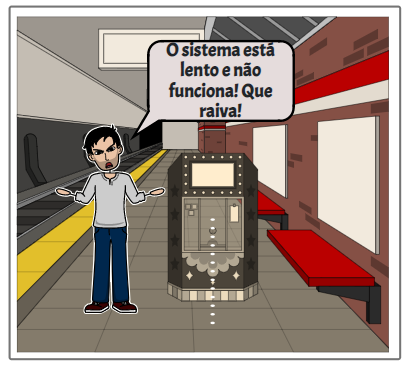 O sistema está
lento e não
funciona! Que
raiva!